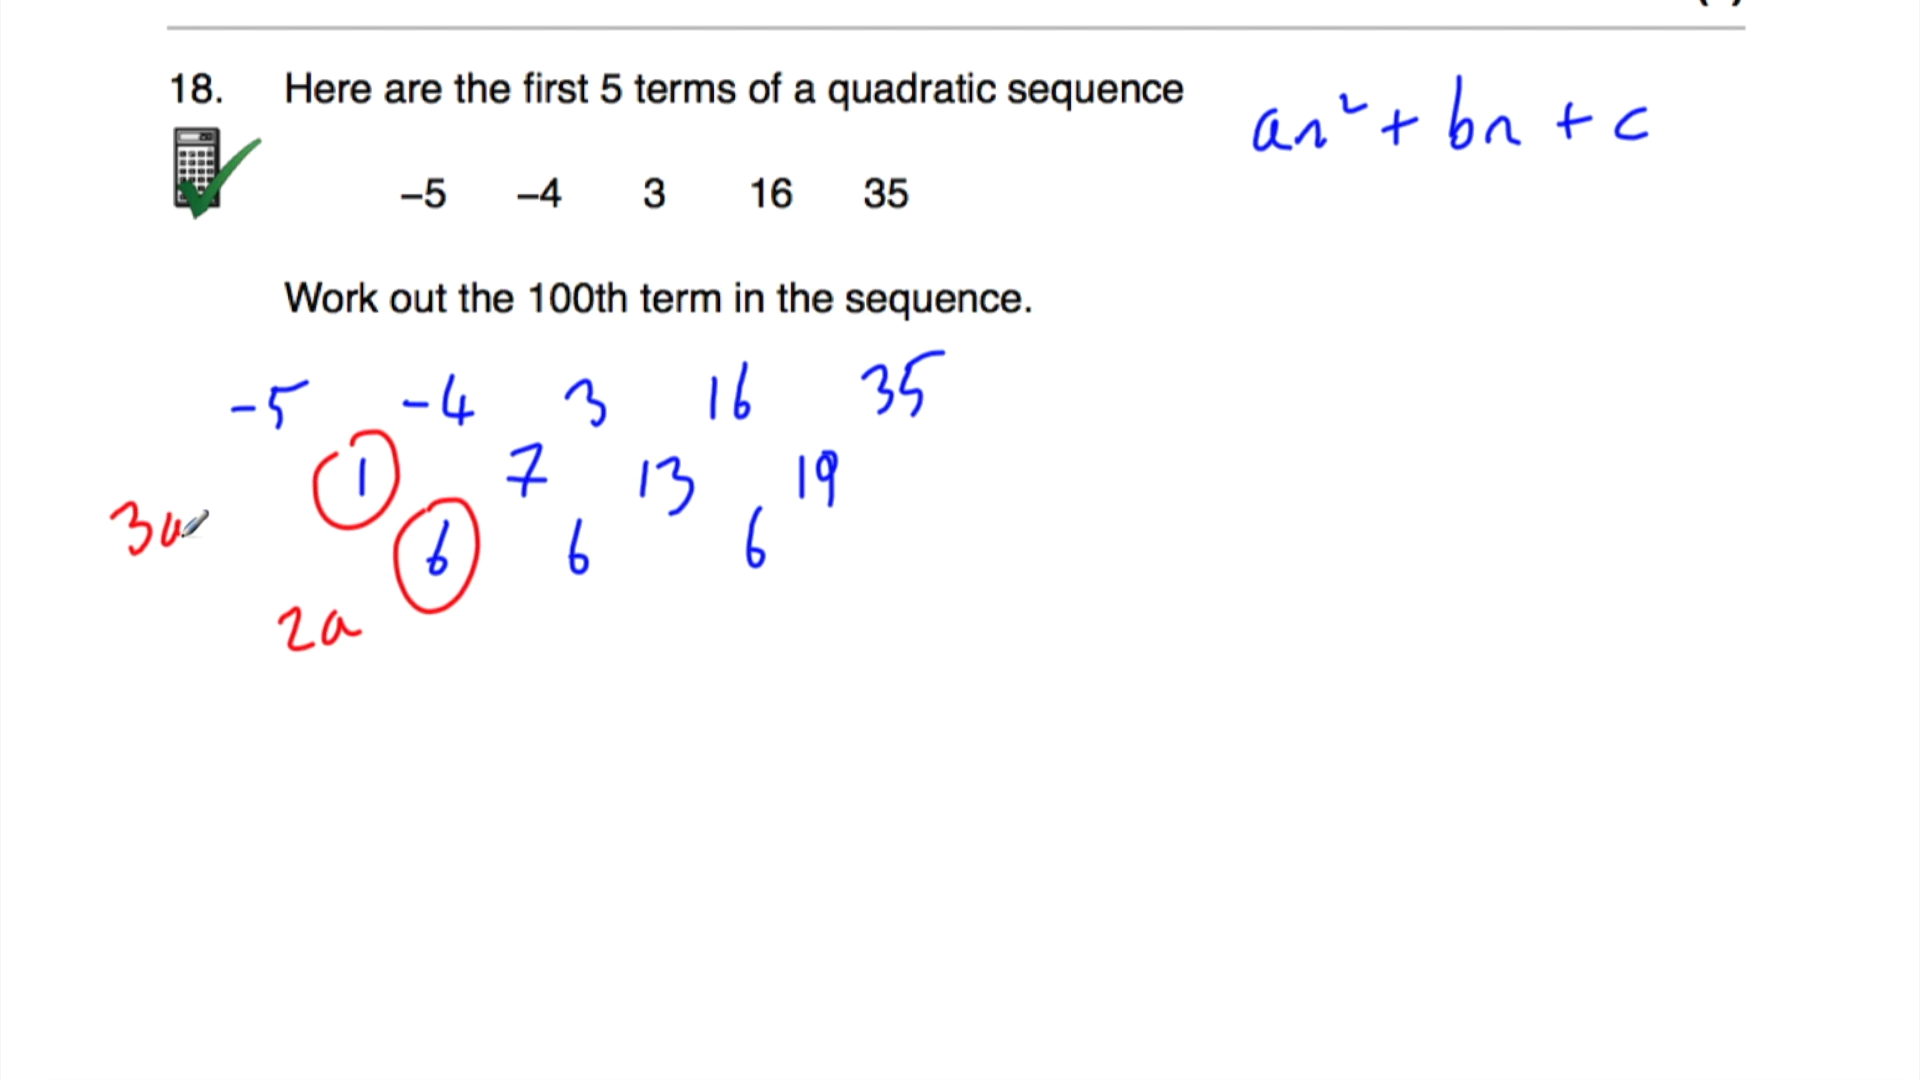 18. Here are the first 5 terms of a quadratic sequence
an² + bn + c
–5 –4 3 16 35
Work out the 100th term in the sequence.
-5 -4 3 16 35
1 7 13 19
3a
6 6 6
2a